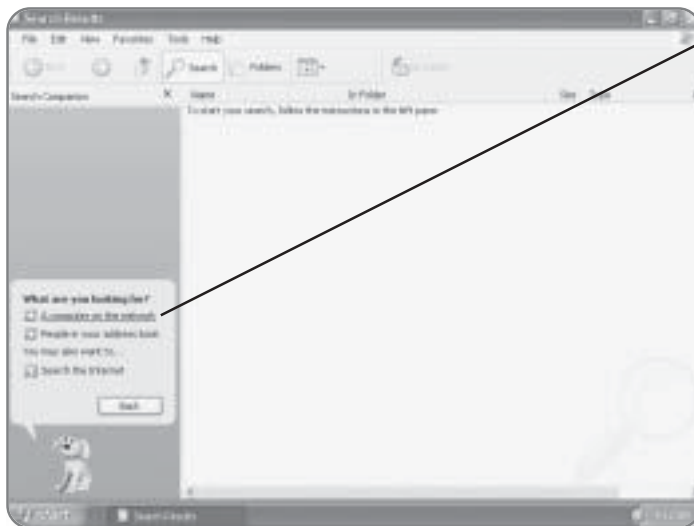 Search Results
File Edit View Favorites Tools Help
Back Search Folders
Search Companion X Name In Folder Size Type
To start your search, follow the instructions in the left pane.
What are you looking for?
A computer on the network
People in your address book
You may also want to...
Search the Internet
Back
start Search Results